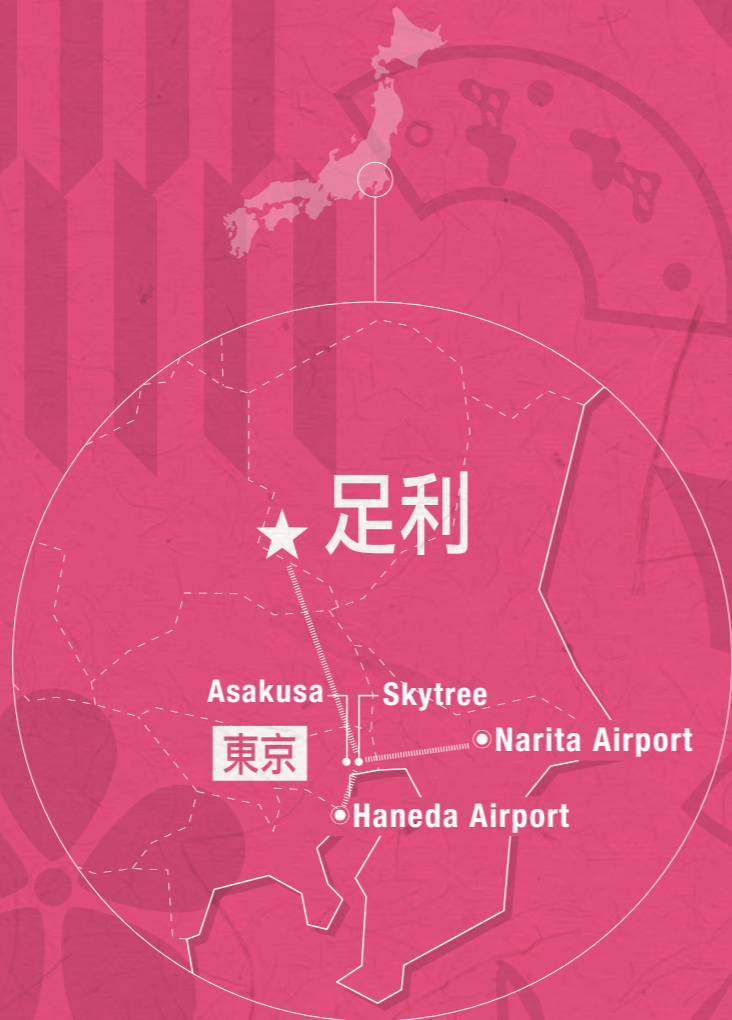 足利
Asakusa
Skytree
東京
Narita Airport
Haneda Airport